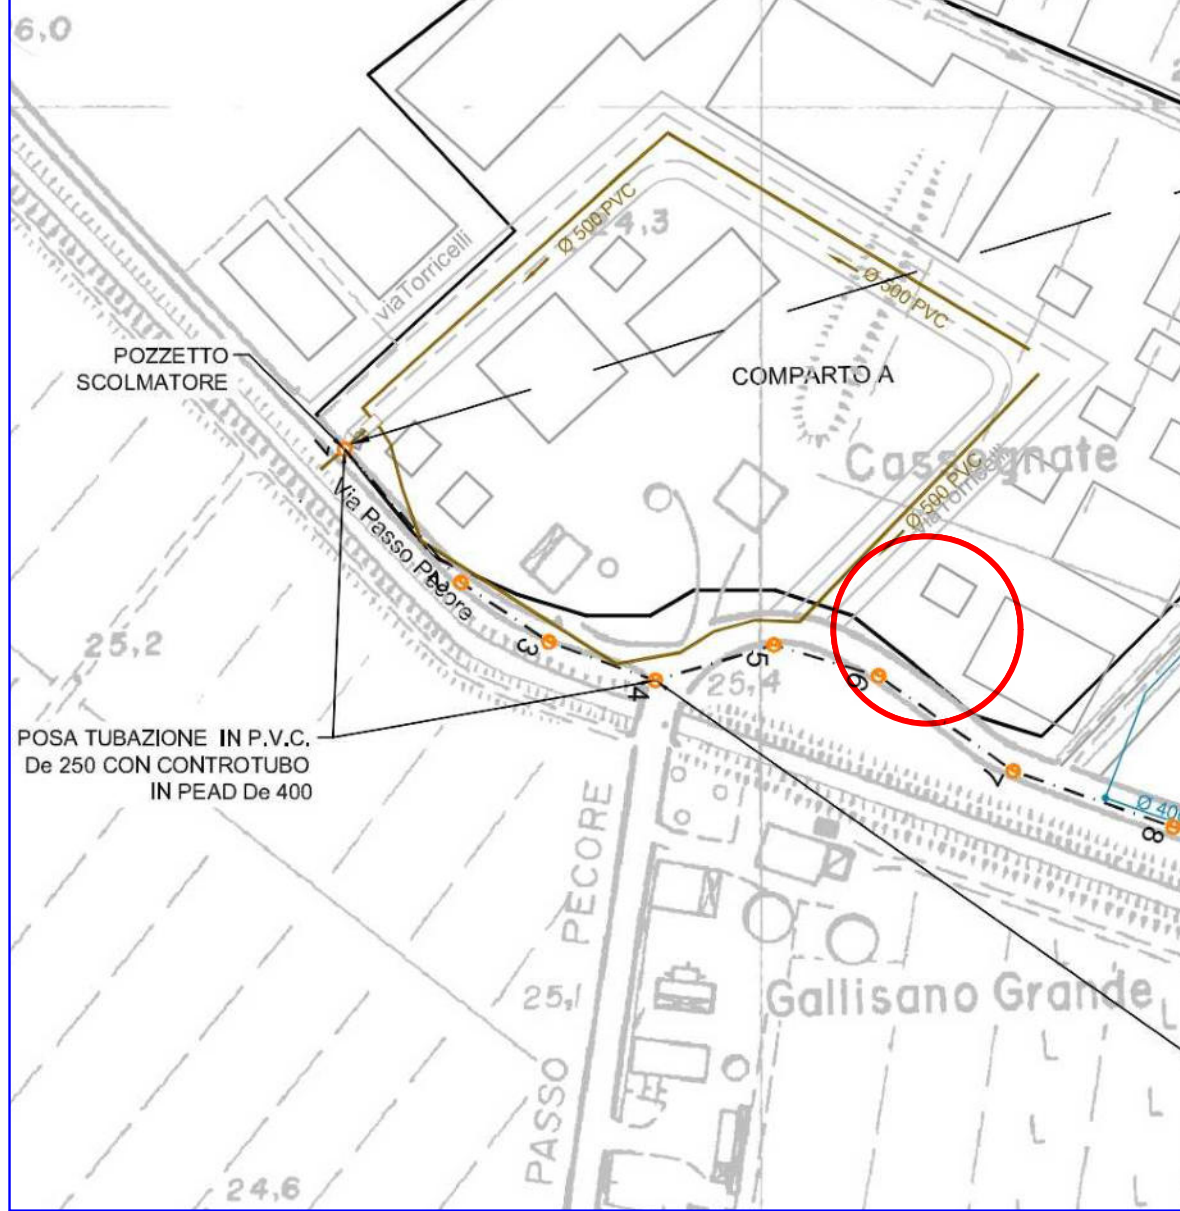 6,0
Ø 500 PVC
24,3
Via Torricelli
Ø 500 PVC
POZZETTO
SCOLMATORE
COMPARTO A
Cassegnate
Ø 500 PVC
Via Torricelli
1
Via Passo Pecore
2
25,2
3
4
5
25,4
6
7
8
Ø 40
POSA TUBAZIONE IN P.V.C.
De 250 CON CONTROTUBO
IN PEAD De 400
PASSO PECORE
25,1
Gallisano Grande
24,6
L
L
L
L
L